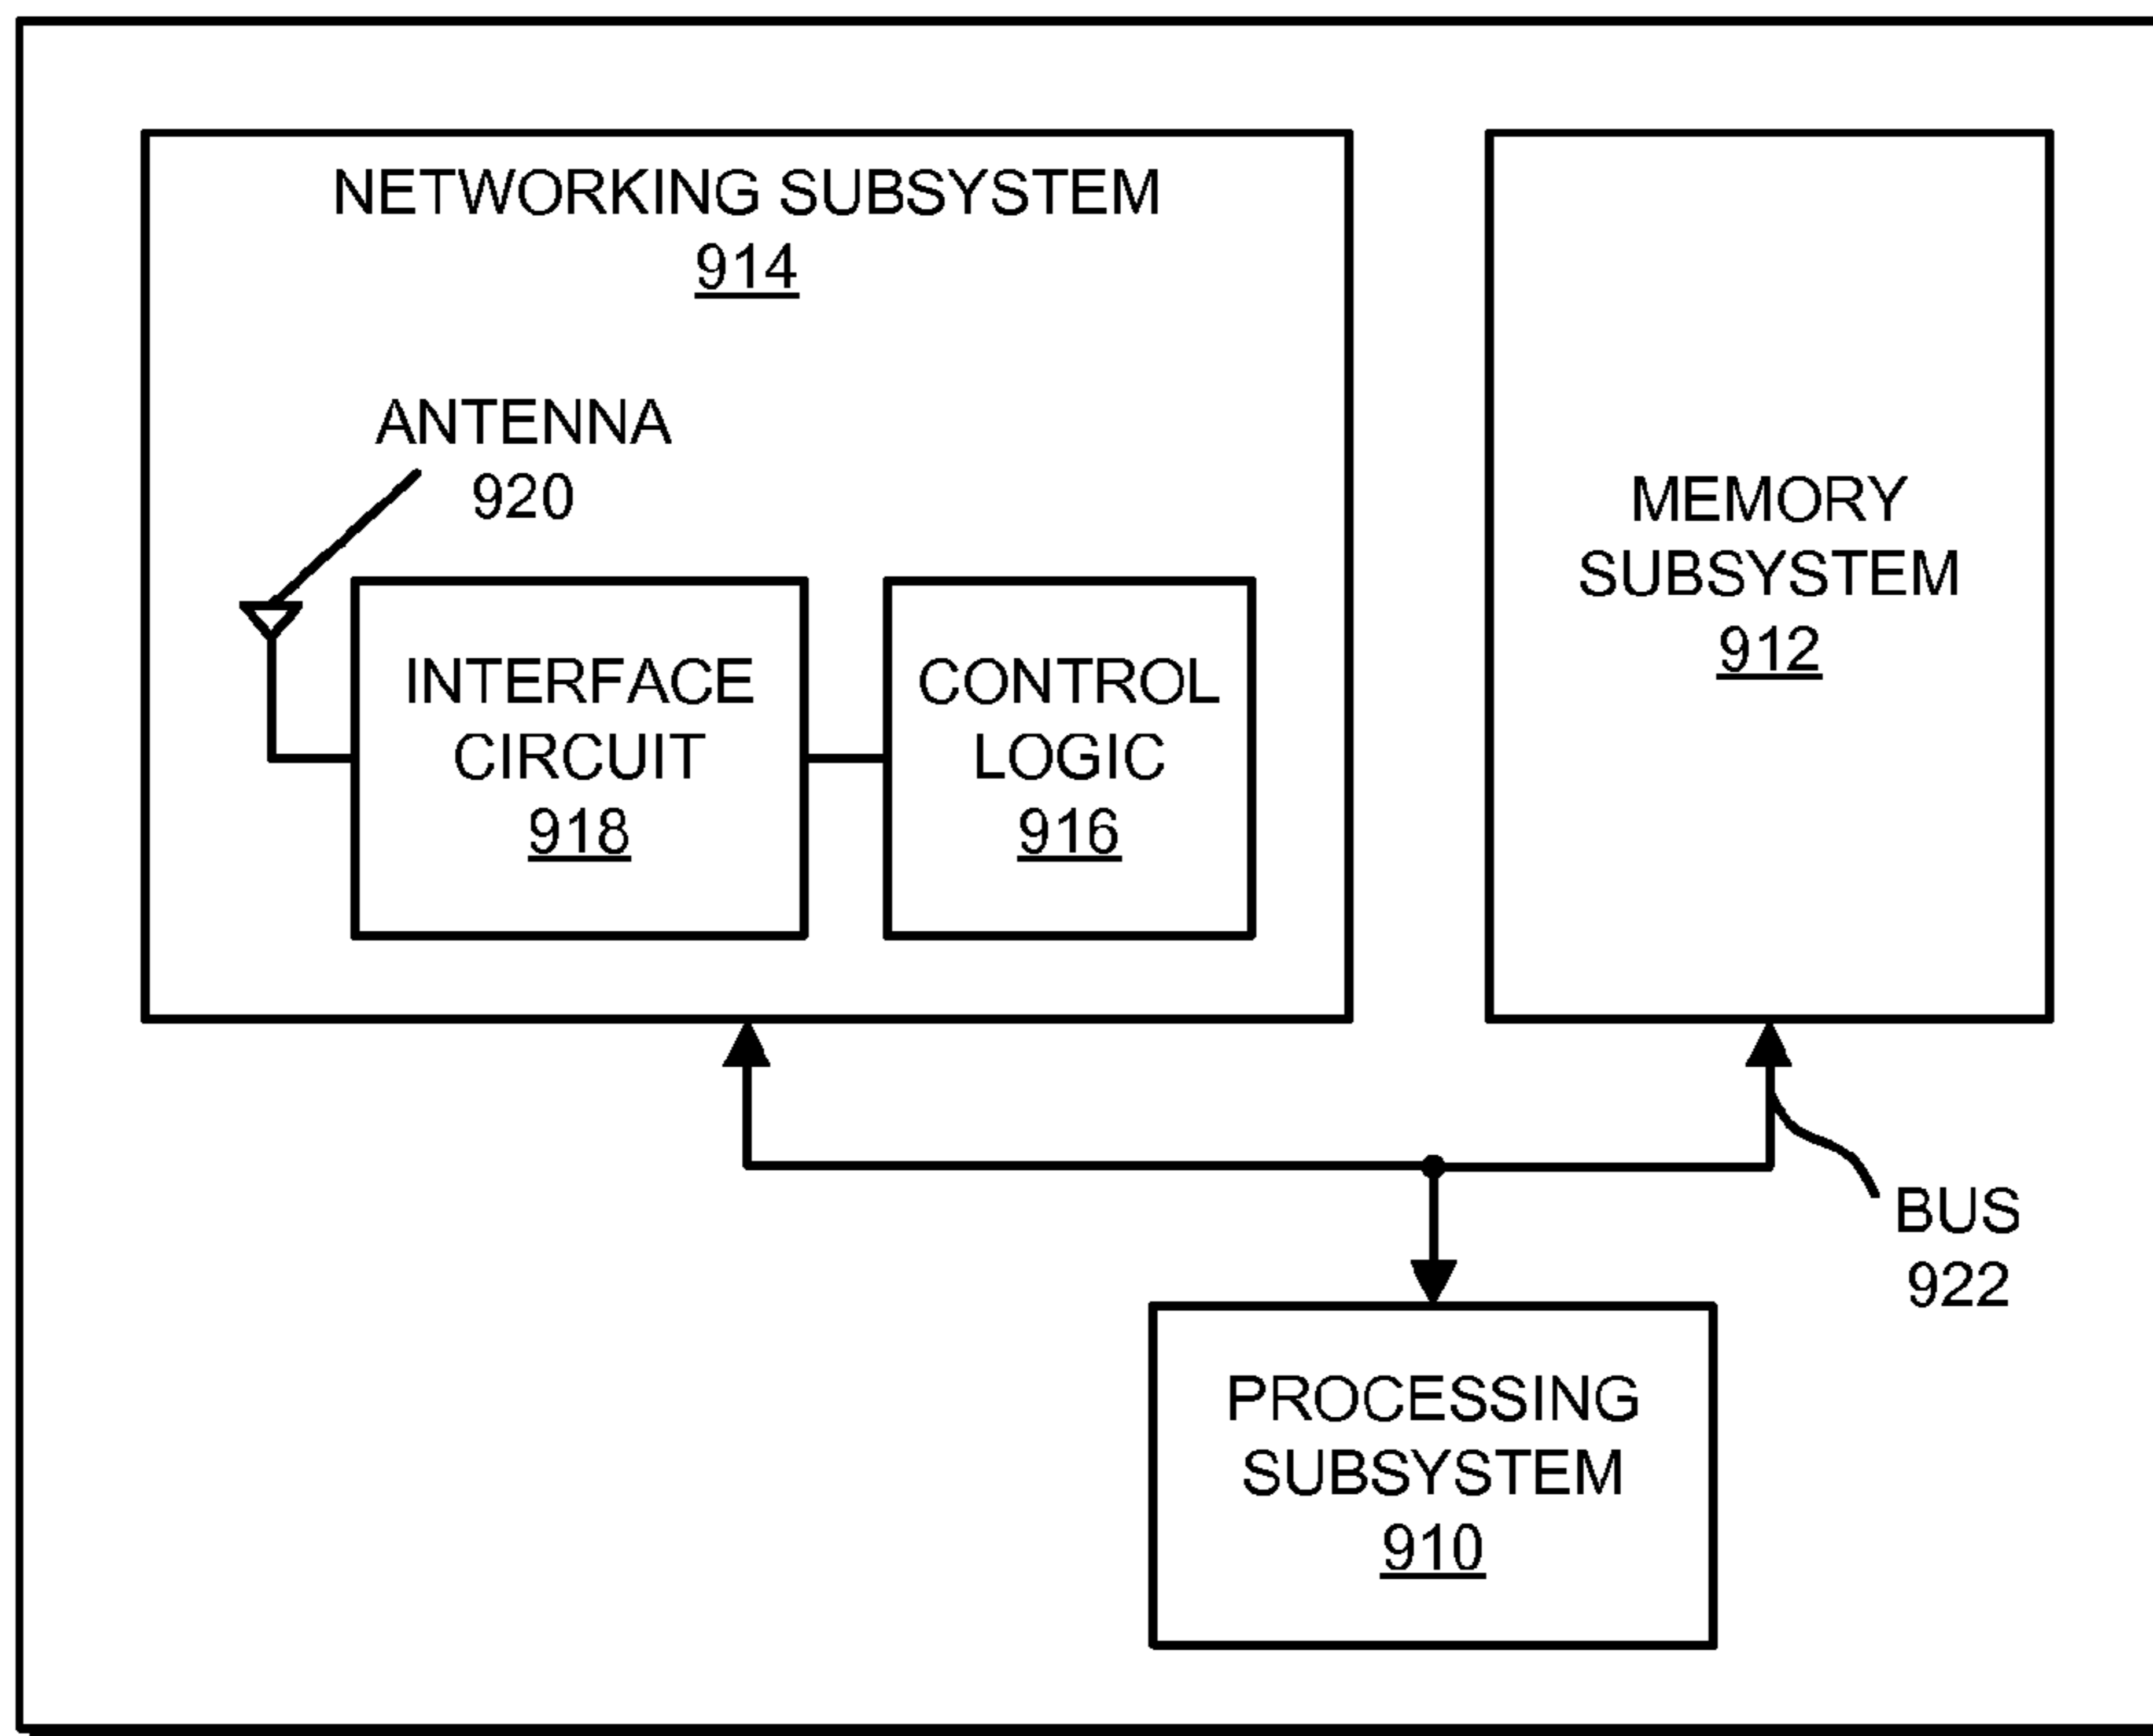 NETWORKING SUBSYSTEM
914
ANTENNA
920
INTERFACE
CIRCUIT
918
CONTROL
LOGIC
916
MEMORY
SUBSYSTEM
912
BUS
922
PROCESSING
SUBSYSTEM
910